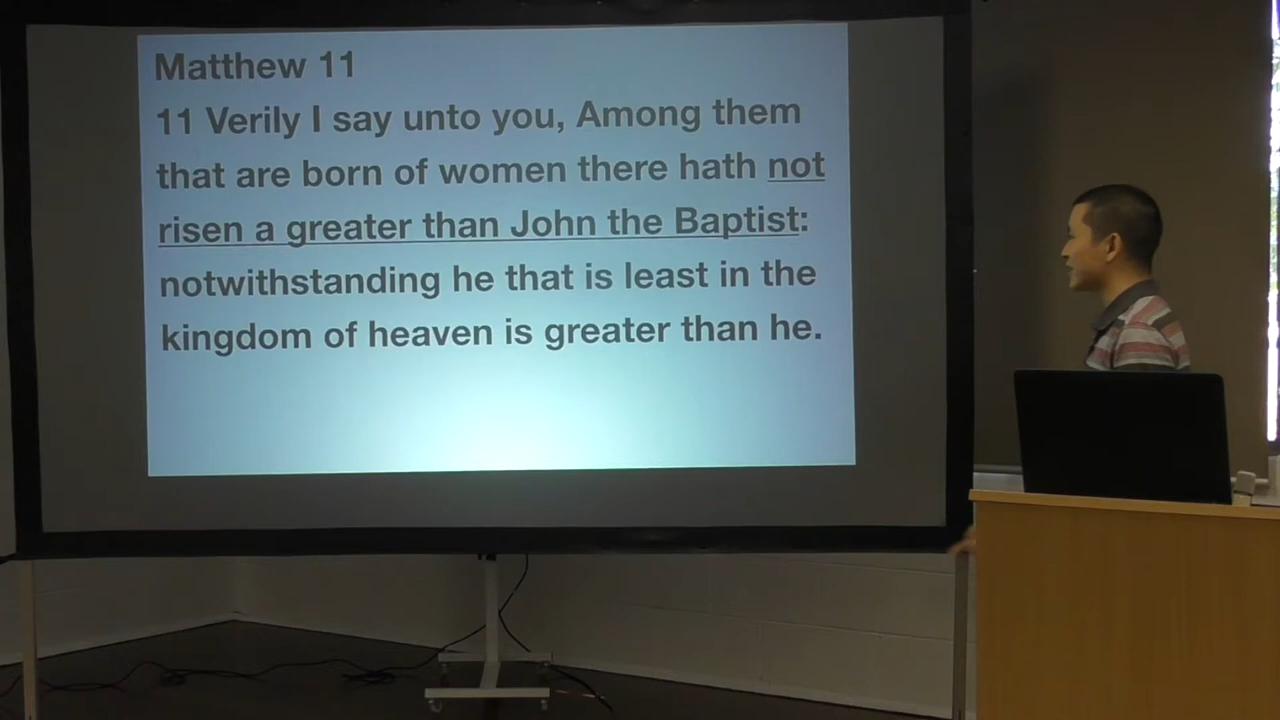 Matthew 11
11 Verily I say unto you, Among them
that are born of women there hath not
risen a greater than John the Baptist:
notwithstanding he that is least in the
kingdom of heaven is greater than he.